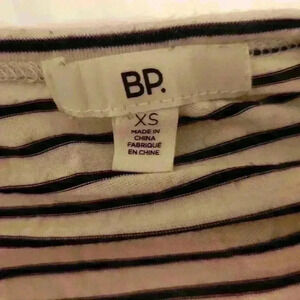 BP.
XS
MADE IN
CHINA
FABRIQUÉ
EN CHINE